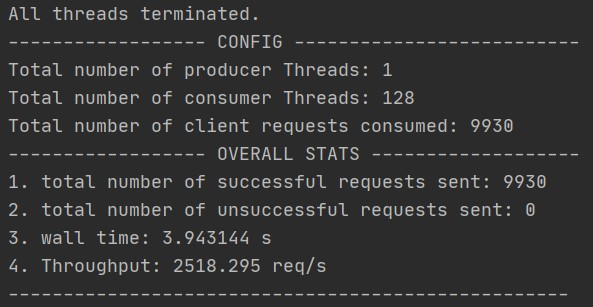 All threads terminated.
------------------ CONFIG --------------------------
Total number of producer Threads: 1
Total number of consumer Threads: 128
Total number of client requests consumed: 9930
------------------ OVERALL STATS -------------------
1. total number of successful requests sent: 9930
2. total number of unsuccessful requests sent: 0
3. wall time: 3.943144 s
4. Throughput: 2518.295 req/s
---------------------------------------------------